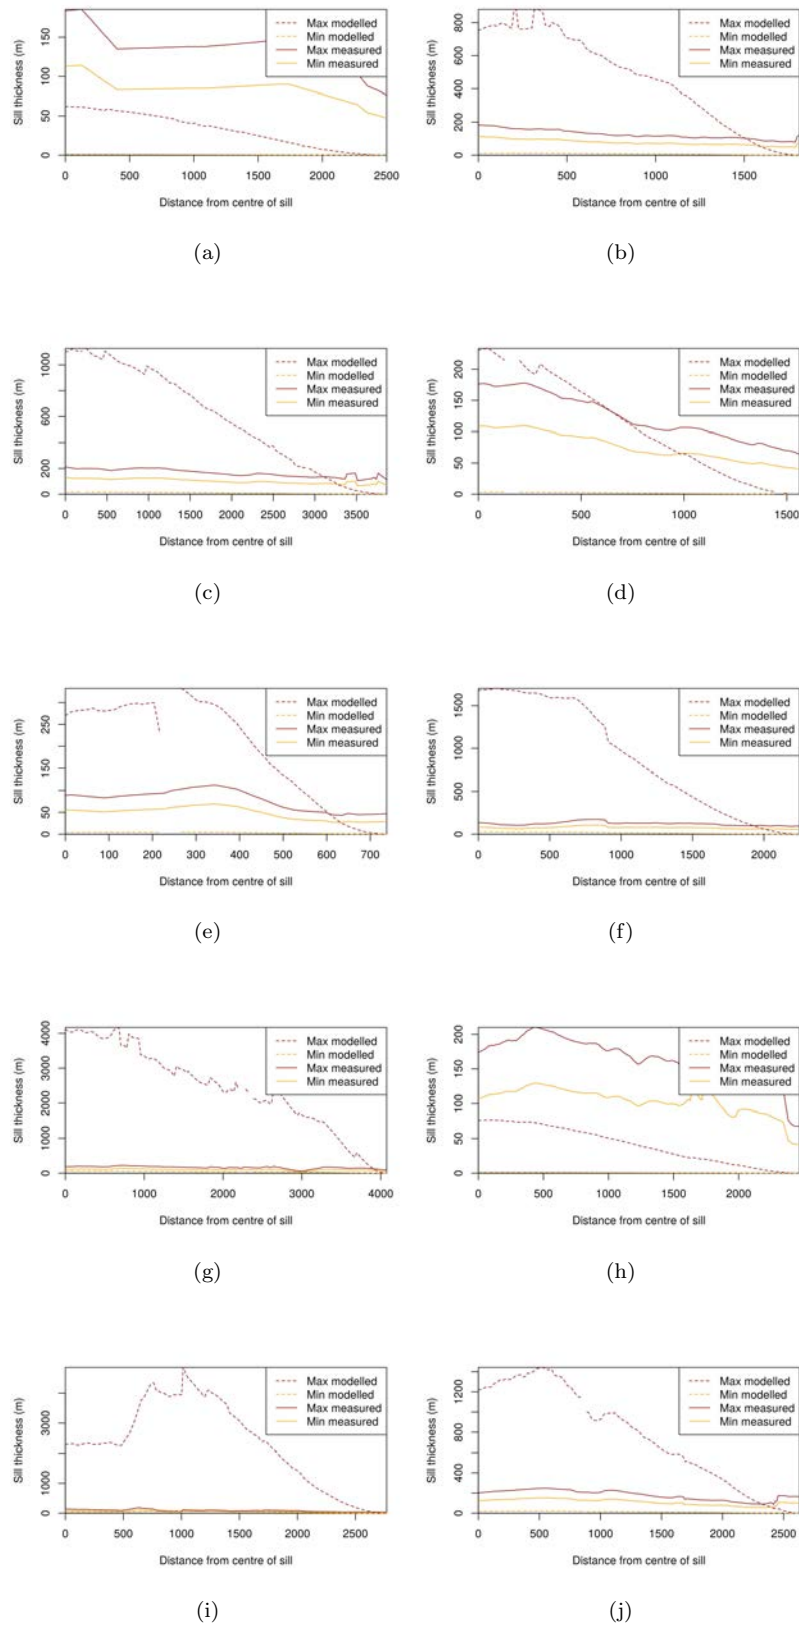 Sill thickness (m)
0 50 100 150
0 500 1000 1500 2000 2500
Distance from centre of sill
Max modelled
Min modelled
Max measured
Min measured
(a)
Sill thickness (m)
0 200 400 600 800
0 500 1000 1500
Distance from centre of sill
Max modelled
Min modelled
Max measured
Min measured
(b)
Sill thickness (m)
0 200 600 1000
0 500 1000 1500 2000 2500 3000 3500
Distance from centre of sill
Max modelled
Min modelled
Max measured
Min measured
(c)
Sill thickness (m)
0 50 100 150 200
0 500 1000 1500
Distance from centre of sill
Max modelled
Min modelled
Max measured
Min measured
(d)
Sill thickness (m)
0 50 150 250
0 100 200 300 400 500 600 700
Distance from centre of sill
Max modelled
Min modelled
Max measured
Min measured
(e)
Sill thickness (m)
0 500 1000 1500
0 500 1000 1500 2000
Distance from centre of sill
Max modelled
Min modelled
Max measured
Min measured
(f)
Sill thickness (m)
0 1000 2000 3000 4000
0 1000 2000 3000 4000
Distance from centre of sill
Max modelled
Min modelled
Max measured
Min measured
(g)
Sill thickness (m)
0 50 100 150 200
0 500 1000 1500 2000
Distance from centre of sill
Max modelled
Min modelled
Max measured
Min measured
(h)
Sill thickness (m)
0 1000 3000
0 500 1000 1500 2000 2500
Distance from centre of sill
Max modelled
Min modelled
Max measured
Min measured
(i)
Sill thickness (m)
0 400 800 1200
0 500 1000 1500 2000 2500
Distance from centre of sill
Max modelled
Min modelled
Max measured
Min measured
(j)